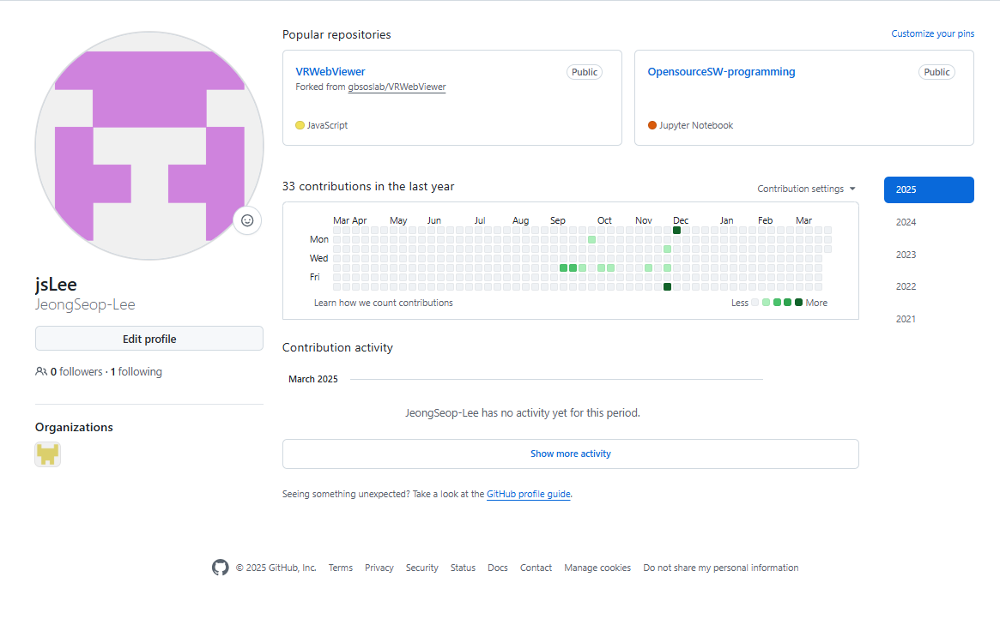 Popular repositories
Customize your pins
VRWebViewer
Public
Forked from gbsoslab/VRWebViewer
JavaScript
OpensourceSW-programming
Public
Jupyter Notebook
33 contributions in the last year
Contribution settings
2025
2024
2023
2022
2021
Mar Apr May Jun Jul Aug Sep Oct Nov Dec Jan Feb Mar
Mon
Wed
Fri
Learn how we count contributions
Less
More
jsLee
JeongSeop-Lee
Edit profile
0 followers · 1 following
Organizations
Contribution activity
March 2025
JeongSeop-Lee has no activity yet for this period.
Show more activity
Seeing something unexpected? Take a look at the GitHub profile guide.
© 2025 GitHub, Inc. Terms Privacy Security Status Docs Contact Manage cookies Do not share my personal information